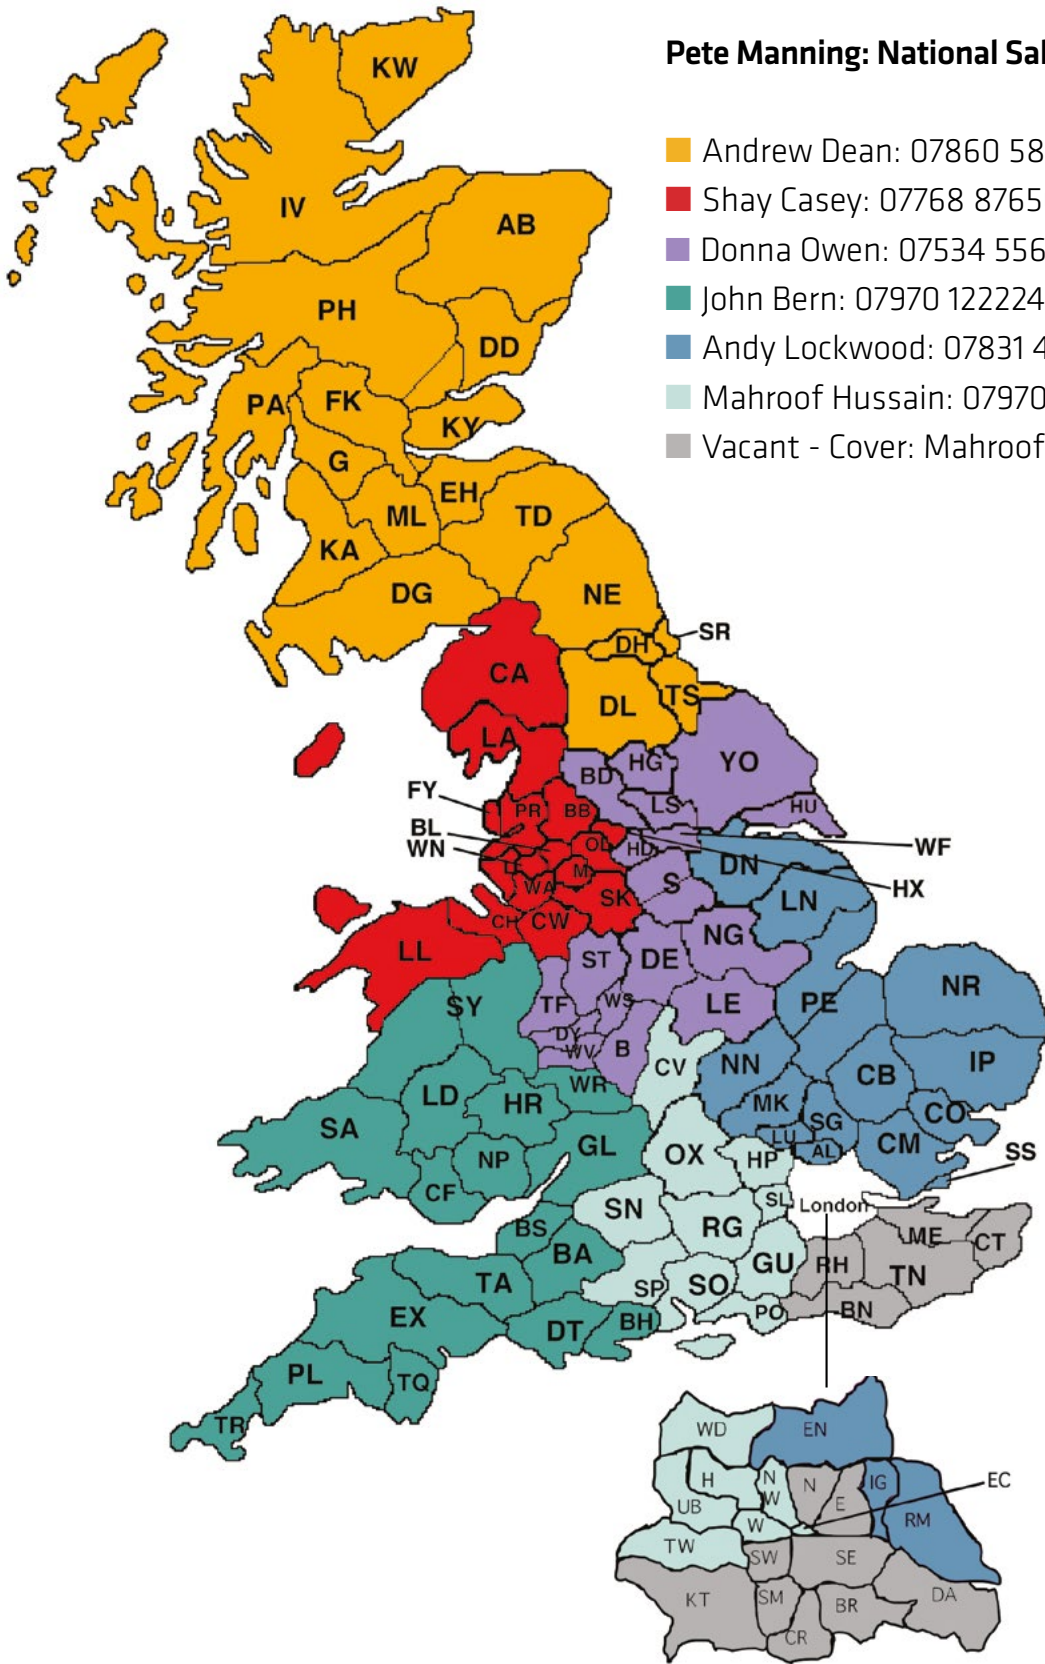 Pete Manning: National Sal
Andrew Dean: 07860 58
Shay Casey: 07768 8765
Donna Owen: 07534 556
John Bern: 07970 122224
Andy Lockwood: 07831 4
Mahroof Hussain: 07970
Vacant - Cover: Mahroof
KW
IV
AB
PH
DD
PA
FK
KY
G
EH
ML
TD
KA
DG
NE
SR
DH
CA
TS
DL
LA
YO
HG
BD
FY
PR
BB
LS
HU
BL
WN
OL
HD
WF
L
M
DN
WA
S
HX
SK
LN
CH
CW
NG
LL
ST
DE
NR
SY
TF
WS
LE
PE
DY
WV
B
NN
CV
CB
IP
WR
LD
HR
MK
SG
CO
SA
LU
AL
CM
NP
GL
OX
HP
SS
CF
SL
London
SN
RG
BS
BA
GU
RH
ME
CT
TN
TA
SP
SO
PO
BN
EX
DT
BH
PL
TQ
TR
WD
EN
H
N
W
N
E
IG
EC
UB
W
RM
TW
SW
SE
KT
SM
BR
DA
CR